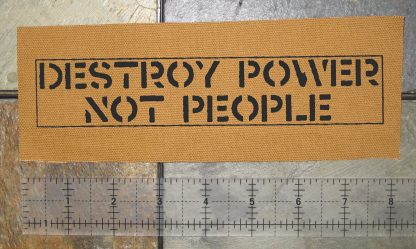 DESTROY POWER
NOT PEOPLE
1 2 3 4 5 6 7 8